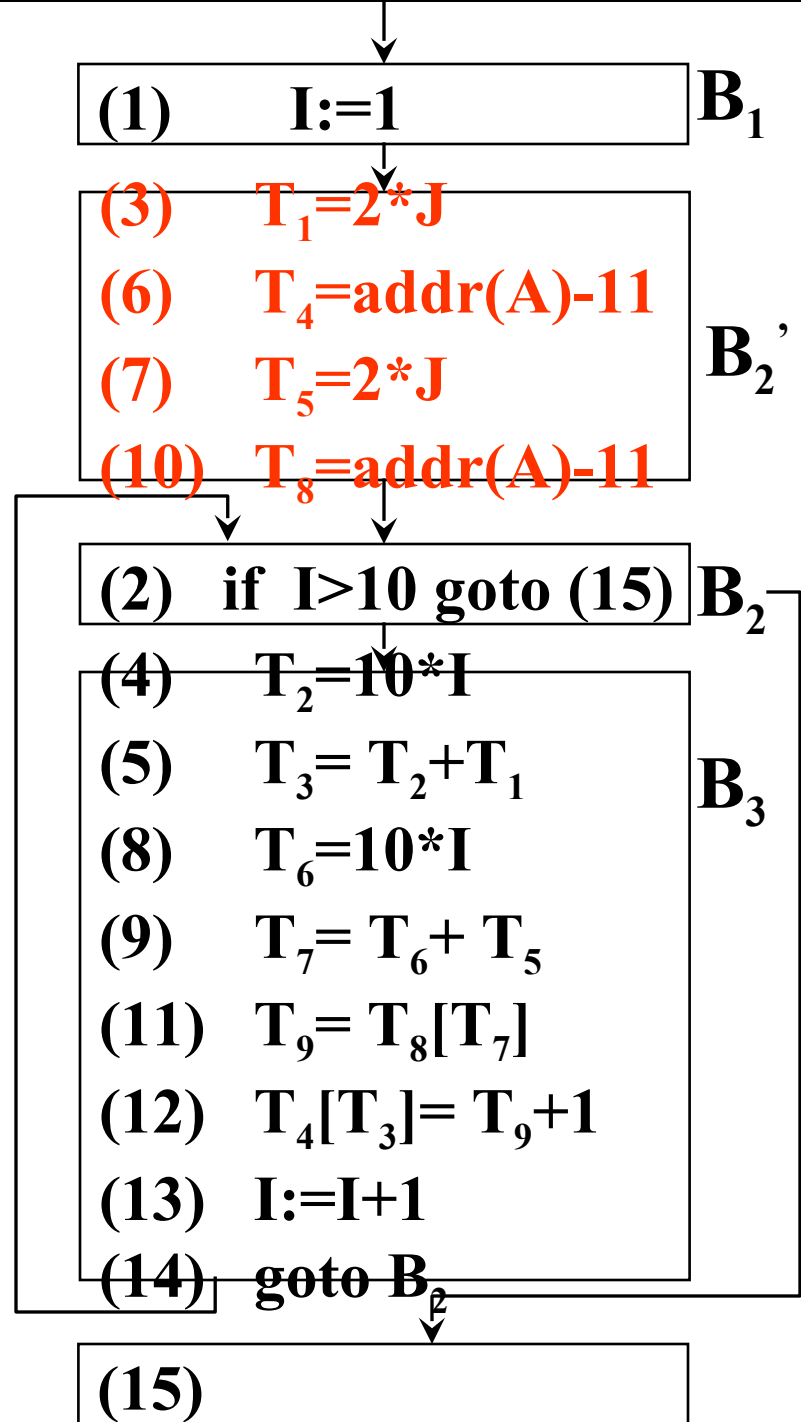 (1) I:=1 B₁
(3) T₁=2*J
(6) T₄=addr(A)-11
B₂’
(7) T₅=2*J
(10) T₈=addr(A)-11
(2) if I>10 goto (15) B₂
(4) T₂=10*I
(5) T₃= T₂+T₁
B₃
(8) T₆=10*I
(9) T₇= T₆+ T₅
(11) T₉= T₈[T₇]
(12) T₄[T₃]= T₉+1
(13) I:=I+1
(14) goto B₂
(15)